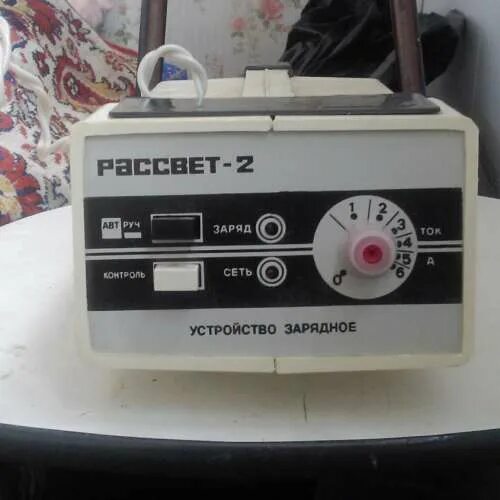 РАССВЕТ-2
АВТ РУЧ
ЗАРЯД
КОНТРОЛЬ
СЕТЬ
0 1 2 3 4 5 6
ТОК
А
УСТРОЙСТВО ЗАРЯДНОЕ